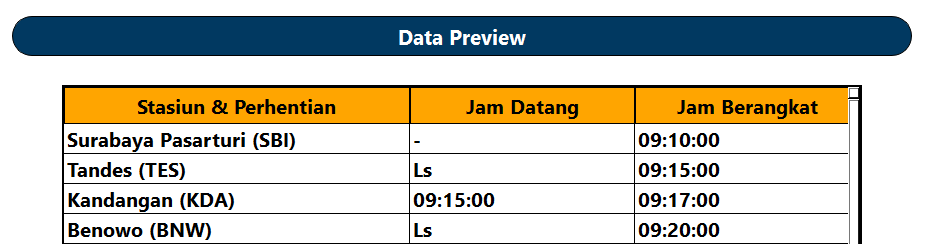 Data Preview
Stasiun & Perhentian Jam Datang Jam Berangkat
Surabaya Pasarturi (SBI) - 09:10:00
Tandes (TES) Ls 09:15:00
Kandangan (KDA) 09:15:00 09:17:00
Benowo (BNW) Ls 09:20:00